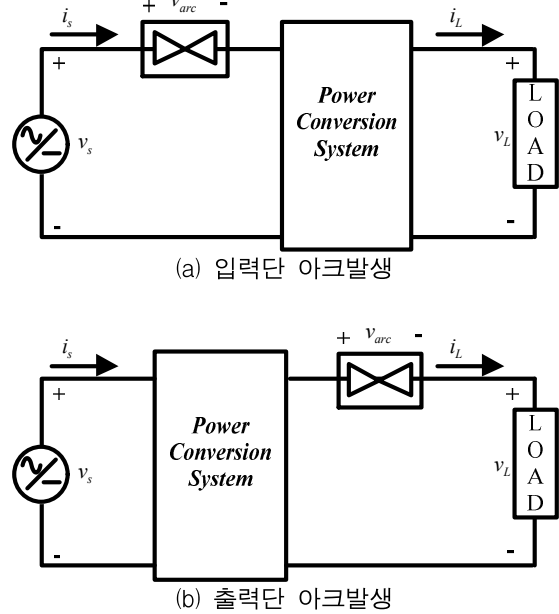 + v_arc -
i_s
i_L
+
+
Power
Conversion
System
v_s
v_L
L
O
A
D
-
-
(a) 입력단 아크발생
+ v_arc -
i_s
i_L
+
+
Power
Conversion
System
v_s
v_L
L
O
A
D
-
-
(b) 출력단 아크발생